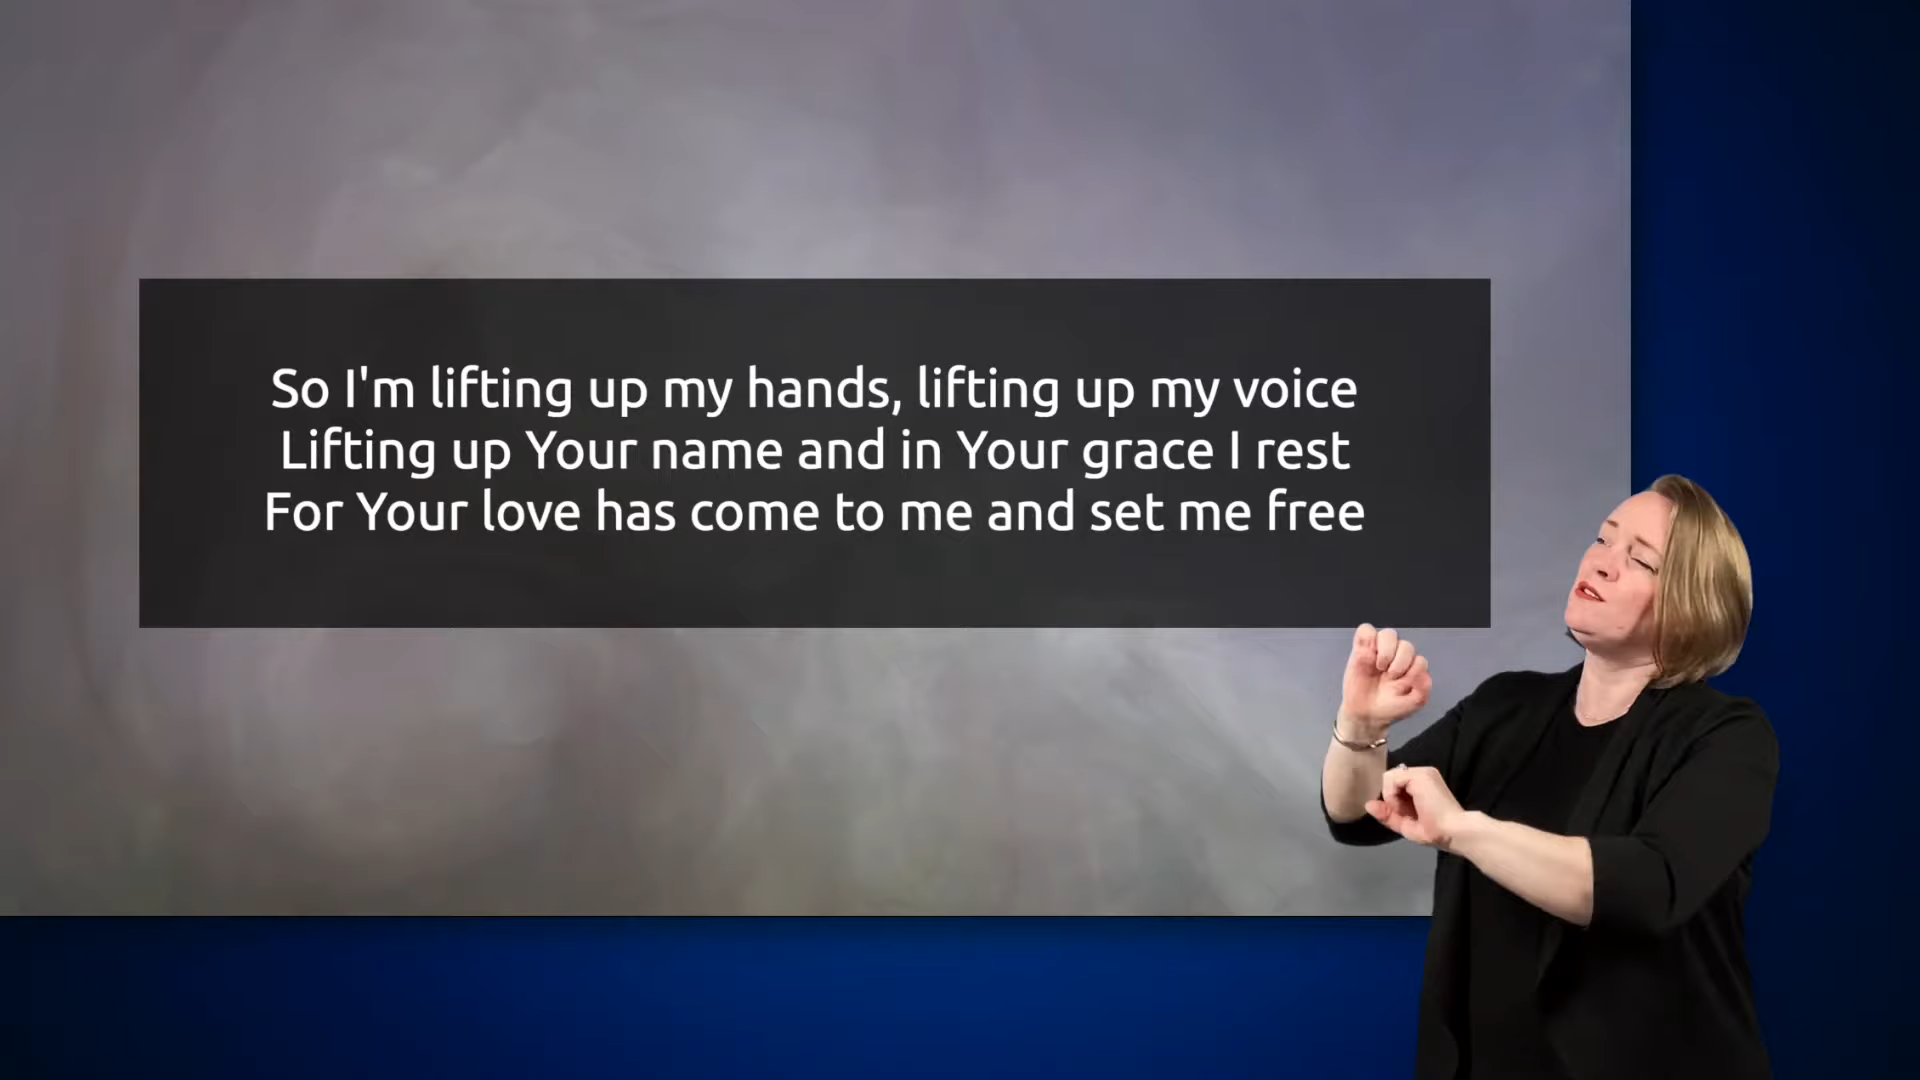 So I'm lifting up my hands, lifting up my voice
Lifting up Your name and in Your grace I rest
For Your love has come to me and set me free